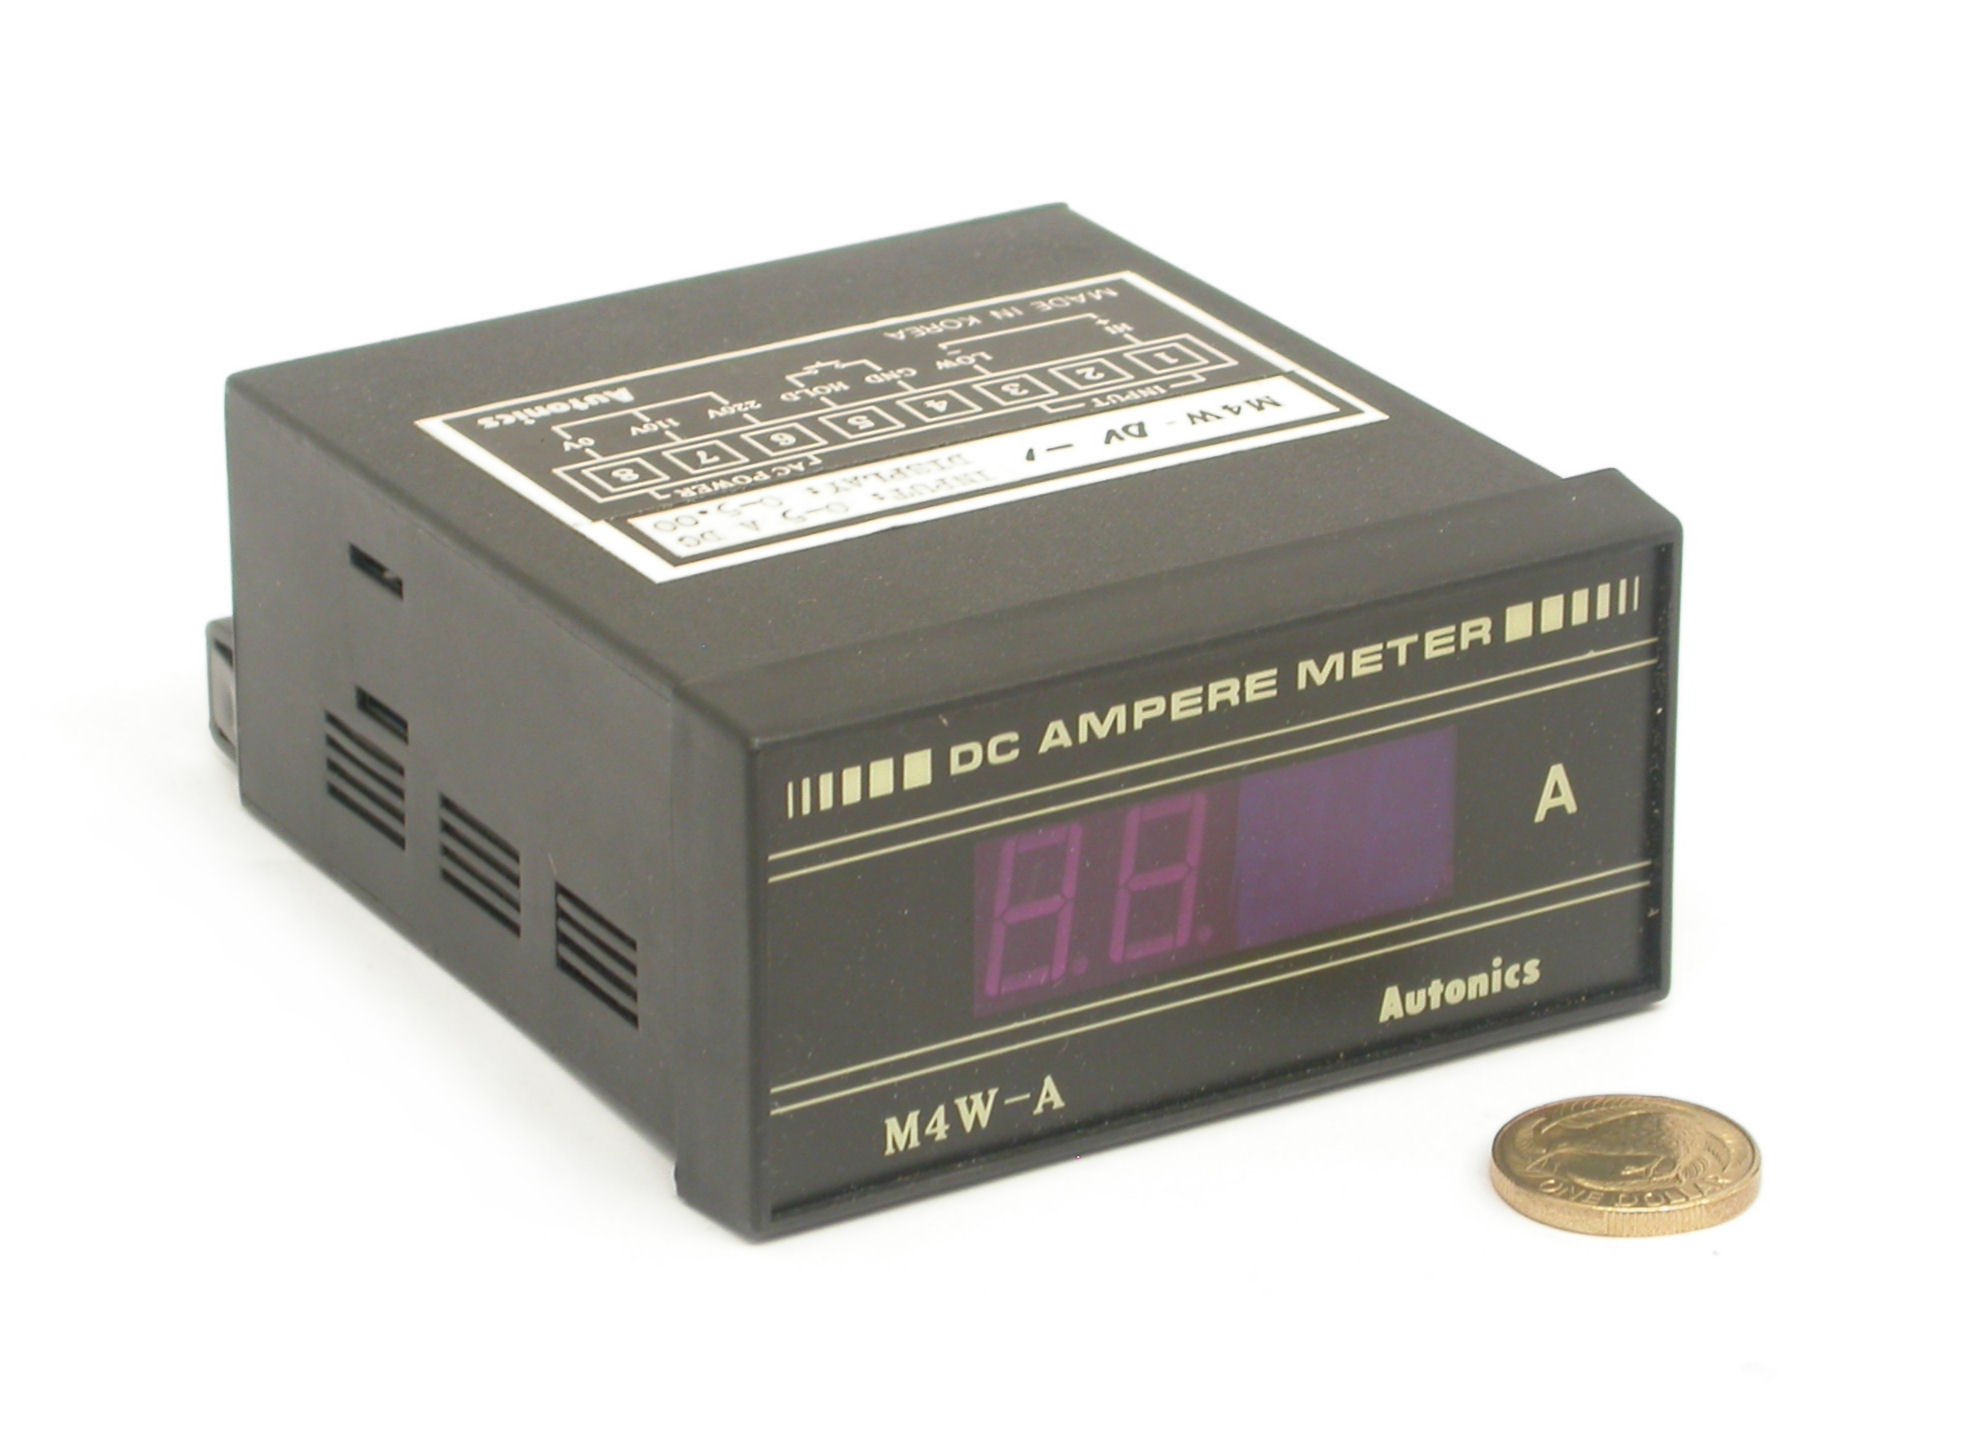 DC AMPERE METER
A
Autonics
M4W-A
MADE IN KOREA
Autonics
+ −
HI LOW GND HOLD 220V 110V 0V
1 2 3 4 5 6 7 8
INPUT AC POWER
M4W-DV-1
INPUT: 0-5 A DC
DISPLAY: 0-5.00
ONE DOLLAR